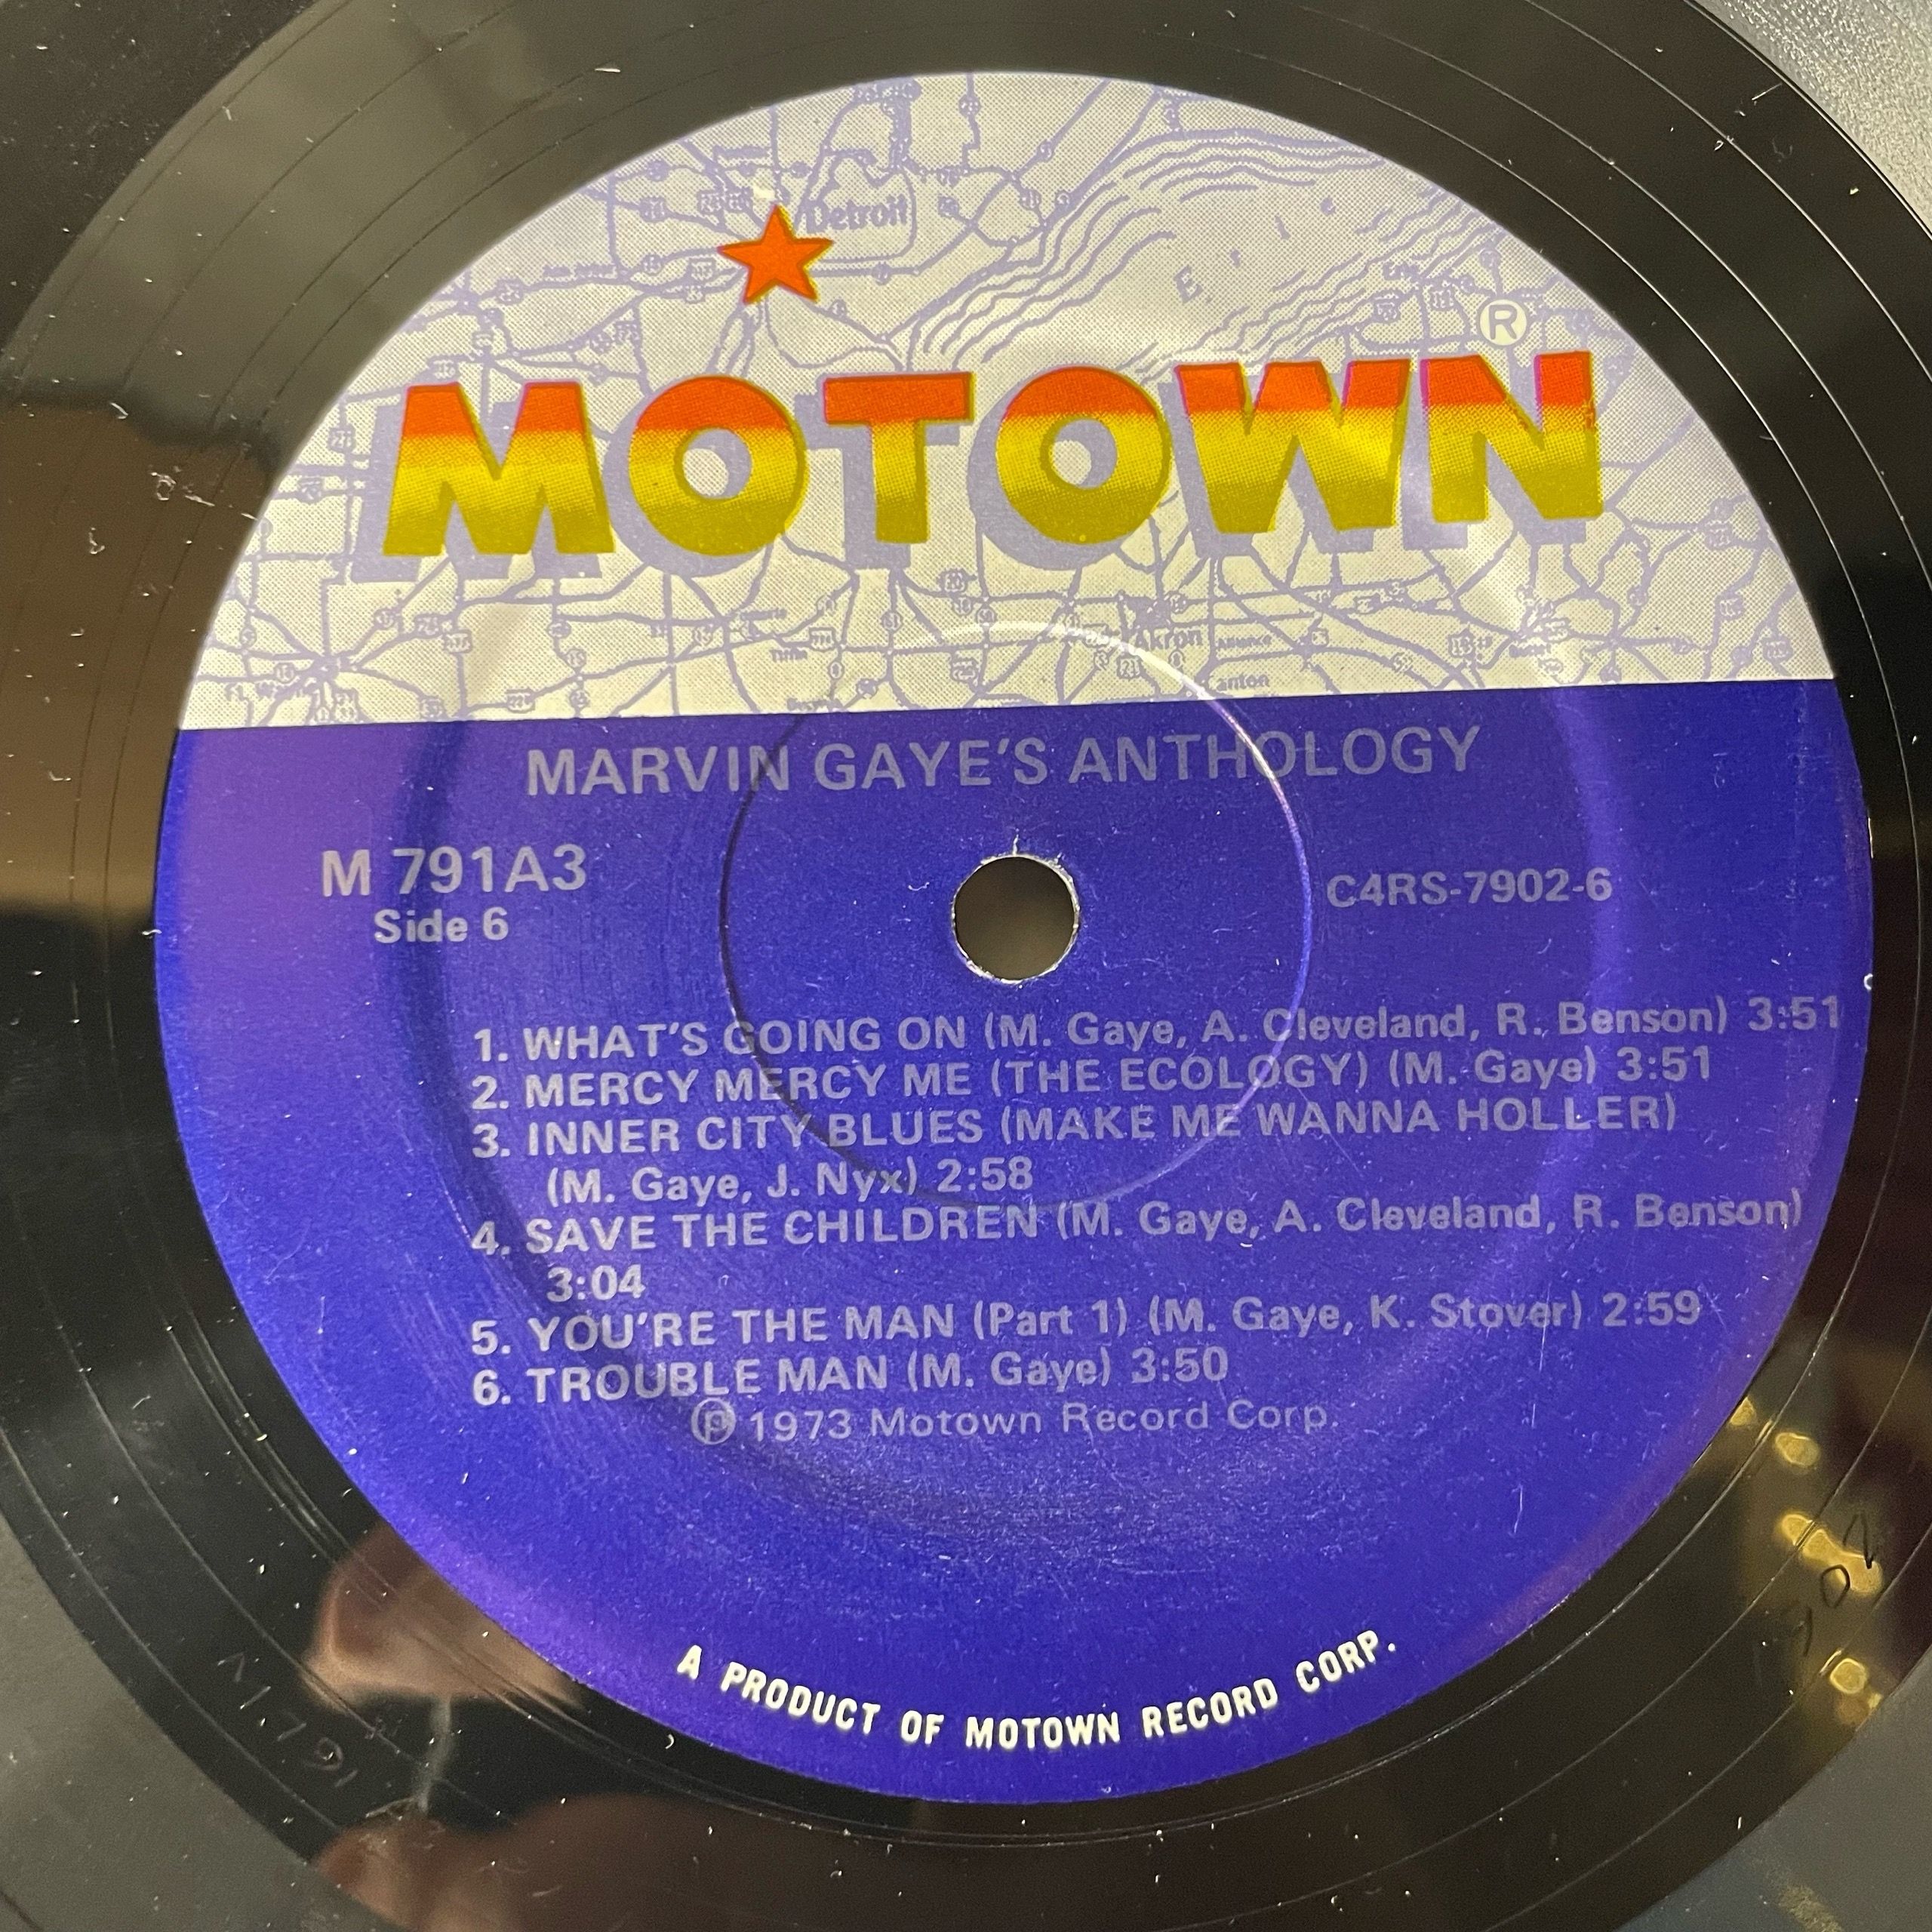 Detroit
E r i e
Erie
®
MOTOWN
Akron
Canton
MARVIN GAYE'S ANTHOLOGY
M 791A3
Side 6
C4RS-7902-6
1. WHAT'S GOING ON (M. Gaye, A. Cleveland, R. Benson) 3:51
2. MERCY MERCY ME (THE ECOLOGY) (M. Gaye) 3:51
3. INNER CITY BLUES (MAKE ME WANNA HOLLER)
(M. Gaye, J. Nyx) 2:58
4. SAVE THE CHILDREN (M. Gaye, A. Cleveland, R. Benson)
3:04
5. YOU'RE THE MAN (Part 1) (M. Gaye, K. Stover) 2:59
6. TROUBLE MAN (M. Gaye) 3:50
℗ 1973 Motown Record Corp.
A PRODUCT OF MOTOWN RECORD CORP.